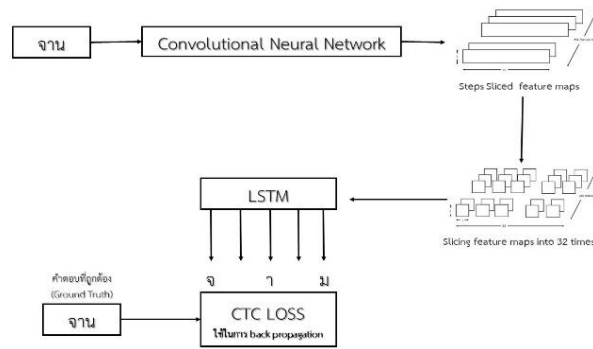 จาน
Convolutional Neural Network
Steps Sliced feature maps
LSTM
Slicing feature maps into 32 times
จ า ม
คำตอบที่ถูกต้อง
(Ground Truth)
จาน
CTC LOSS
ใช้ในการ back propagation